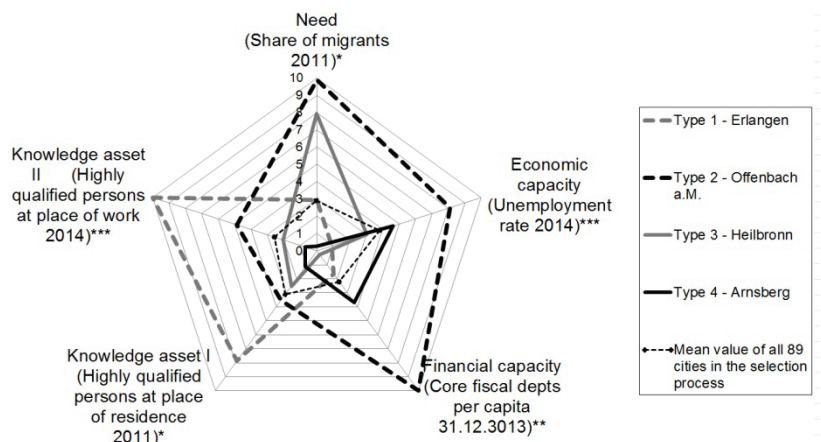 Need
(Share of migrants
2011)*
10
9
8
7
6
5
4
3
2
1
0
Knowledge asset
II (Highly
qualified persons
at place of work
2014)***
Economic
capacity
(Unemployment
rate 2014)***
Knowledge asset I
(Highly qualified
persons at place
of residence
2011)*
Financial capacity
(Core fiscal depts
per capita
31.12.3013)**
Type 1 - Erlangen
Type 2 - Offenbach
a.M.
Type 3 - Heilbronn
Type 4 - Arnsberg
Mean value of all 89
cities in the selection
process